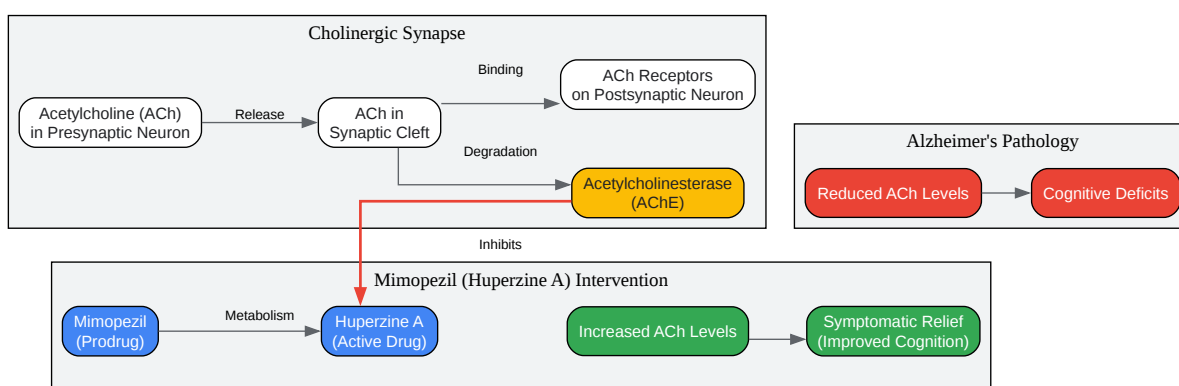 Cholinergic Synapse
Acetylcholine (ACh)
in Presynaptic Neuron
Release
ACh in
Synaptic Cleft
Binding
ACh Receptors
on Postsynaptic Neuron
Degradation
Acetylcholinesterase
(AChE)
Alzheimer's Pathology
Reduced ACh Levels
Cognitive Deficits
Inhibits
Mimopezil (Huperzine A) Intervention
Mimopezil
(Prodrug)
Metabolism
Huperzine A
(Active Drug)
Increased ACh Levels
Symptomatic Relief
(Improved Cognition)